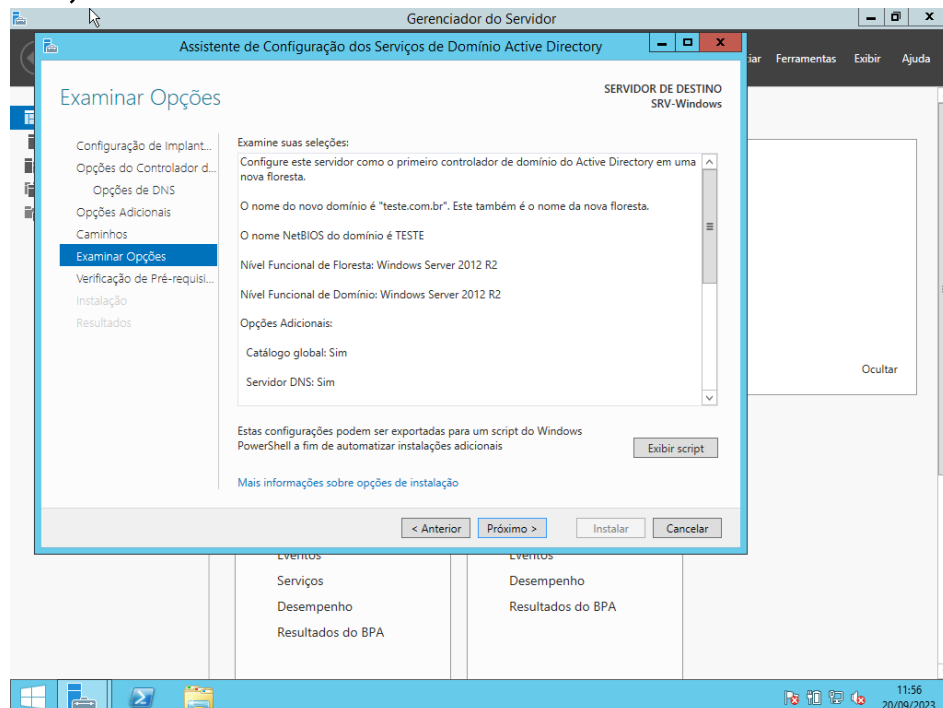 Gerenciador do Servidor
Assistente de Configuração dos Serviços de Domínio Active Directory
Ferramentas Exibir Ajuda
Examinar Opções
SERVIDOR DE DESTINO
SRV-Windows
Configuração de Implant...
Opções do Controlador d...
Opções de DNS
Opções Adicionais
Caminhos
Examinar Opções
Verificação de Pré-requisi...
Instalação
Resultados
Examine suas seleções:
Configure este servidor como o primeiro controlador de domínio do Active Directory em uma
nova floresta.
O nome do novo domínio é "teste.com.br". Este também é o nome da nova floresta.
O nome NetBIOS do domínio é TESTE
Nível Funcional de Floresta: Windows Server 2012 R2
Nível Funcional de Domínio: Windows Server 2012 R2
Opções Adicionais:
Catálogo global: Sim
Servidor DNS: Sim
Estas configurações podem ser exportadas para um script do Windows
PowerShell a fim de automatizar instalações adicionais
Exibir script
Mais informações sobre opções de instalação
< Anterior Próximo > Instalar Cancelar
Ocultar
Eventos
Serviços
Desempenho
Resultados do BPA
Eventos
Desempenho
Resultados do BPA
11:56
20/09/2023